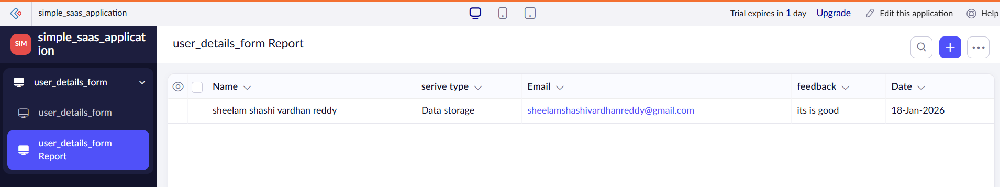 simple_saas_application
Trial expires in 1 day
Upgrade
Edit this application
Help
SIM
simple_saas_applicat
ion
user_details_form
user_details_form
user_details_form
Report
user_details_form Report
Name
serive type
Email
feedback
Date
sheelam shashi vardhan reddy
Data storage
sheelamshashivardhanreddy@gmail.com
its is good
18-Jan-2026